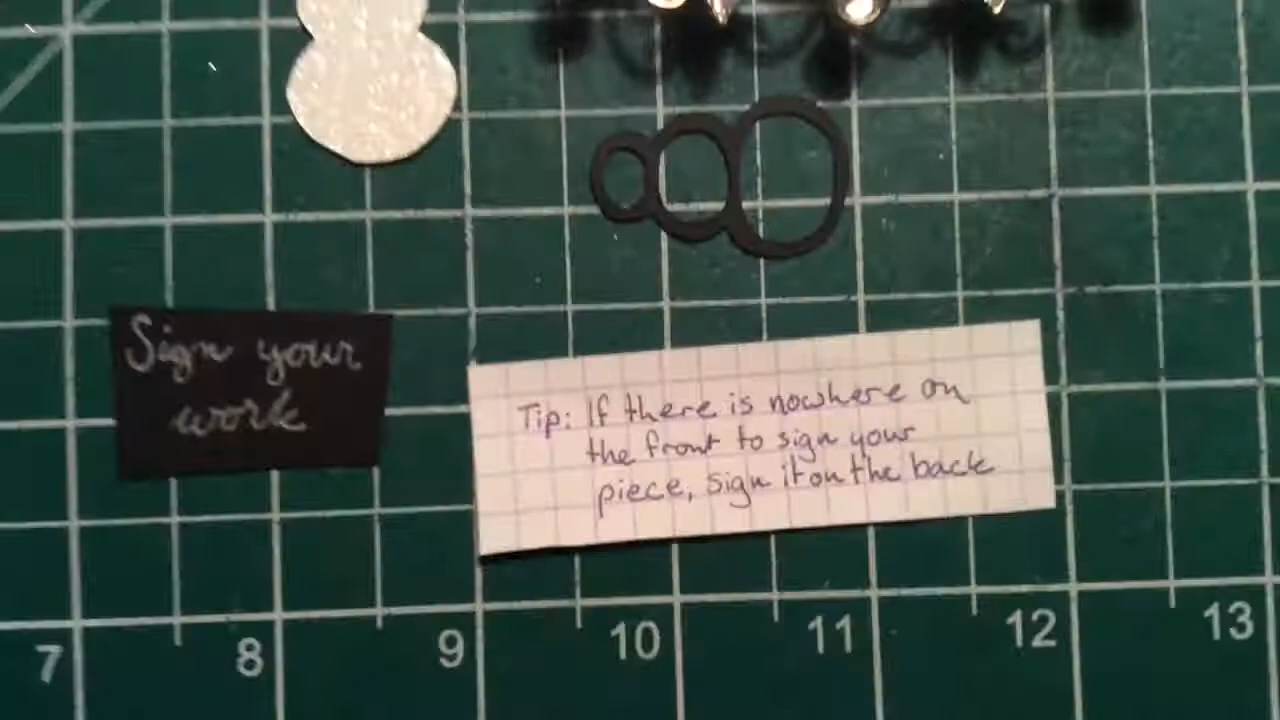 Sign your
work
Tip: If there is nowhere on
the front to sign your
piece, sign it on the back
7 8 9 10 11 12 13